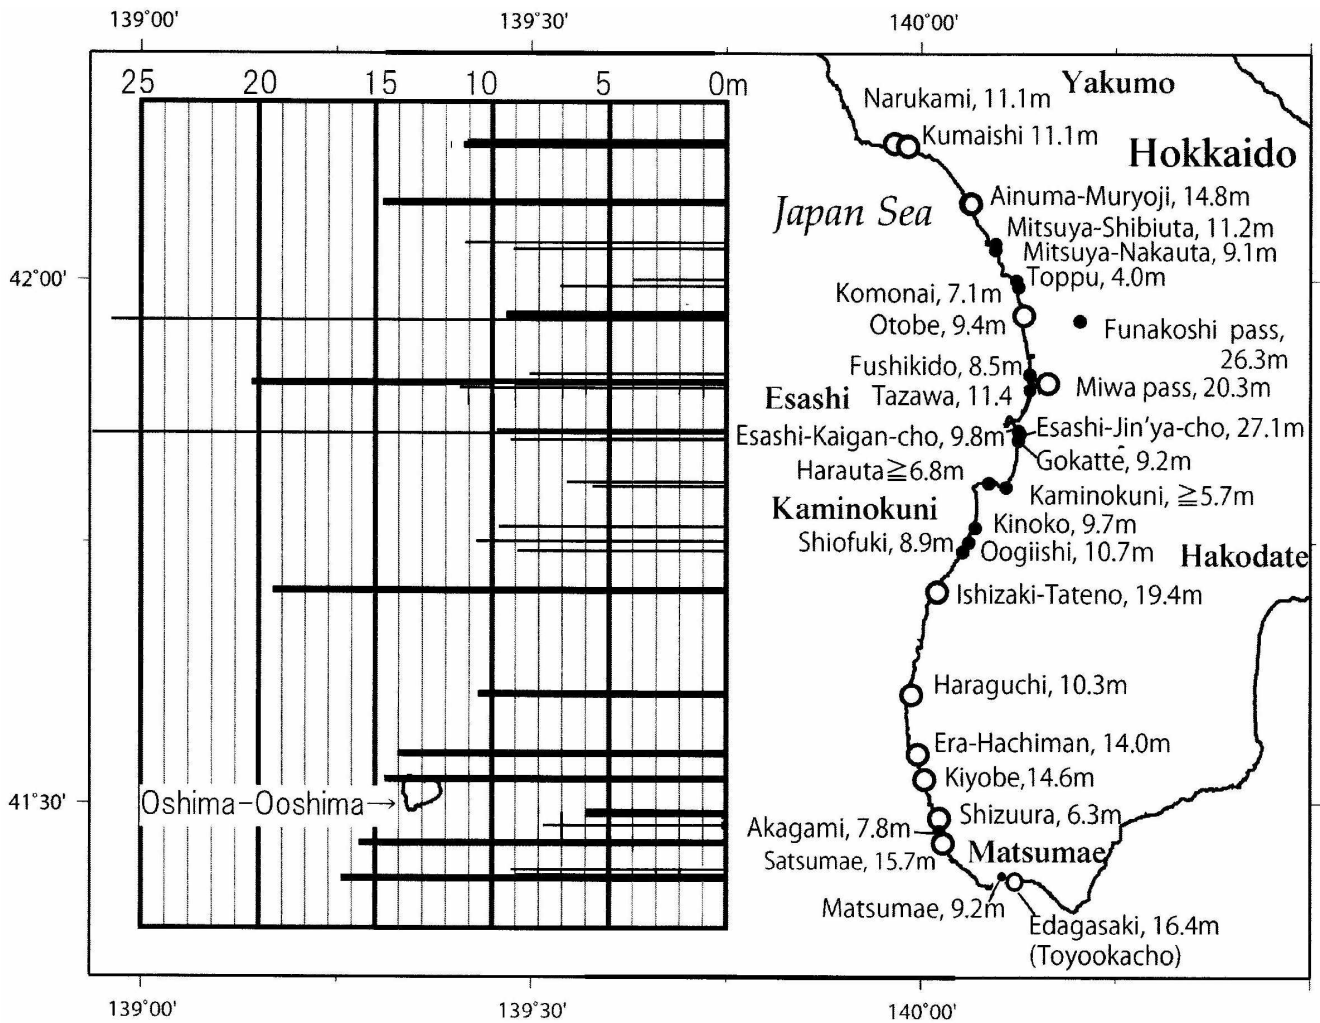 139°00'
139°30'
140°00'
25
20
15
10
5
0m
Narukami, 11.1m
Yakumo
Kumaishi 11.1m
Hokkaido
Japan Sea
Ainuma-Muryoji, 14.8m
Mitsuya-Shibiuta, 11.2m
Mitsuya-Nakauta, 9.1m
42°00'
Toppu, 4.0m
Komonai, 7.1m
Otobe, 9.4m
Funakoshi pass,
26.3m
Fushikido, 8.5m
Miwa pass, 20.3m
Esashi
Tazawa, 11.4
Esashi-Kaigan-cho, 9.8m
Esashi-Jin'ya-cho, 27.1m
Gokatte, 9.2m
Harauta≧6.8m
Kaminokuni, ≧5.7m
Kaminokuni
Kinoko, 9.7m
Shiofuki, 8.9m
Oogiishi, 10.7m
Hakodate
Ishizaki-Tateno, 19.4m
Haraguchi, 10.3m
Era-Hachiman, 14.0m
Kiyobe,14.6m
41°30'
Oshima-Ooshima→
Shizuura, 6.3m
Akagami, 7.8m
Satsumae, 15.7m
Matsumae
Matsumae, 9.2m
Edagasaki, 16.4m
(Toyookacho)
139°00'
139°30'
140°00'